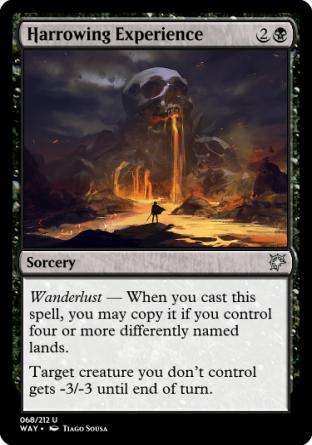 Harrowing Experience 2
Sorcery
Wanderlust — When you cast this
spell, you may copy it if you control
four or more differently named
lands.
Target creature you don't control
gets -3/-3 until end of turn.
068/212 U
WAY • Tiago Sousa